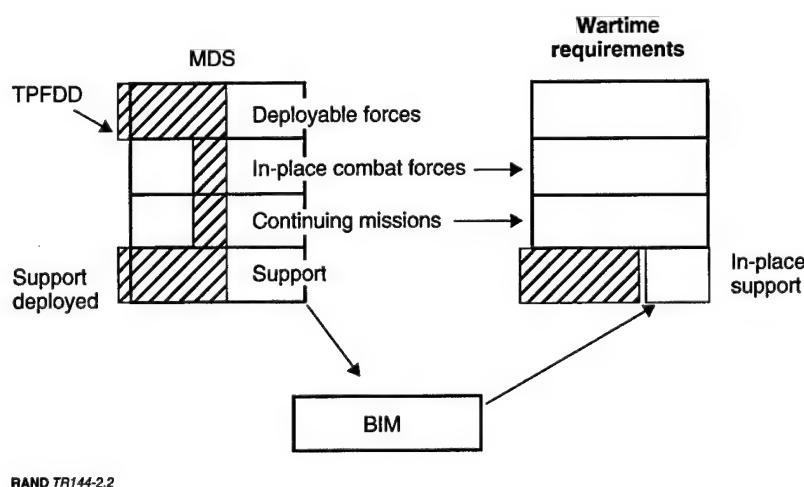 Wartime
requirements
MDS
TPFDD
Deployable forces
In-place combat forces
Continuing missions
Support
Support
deployed
In-place
support
BIM
RAND TR144-2.2